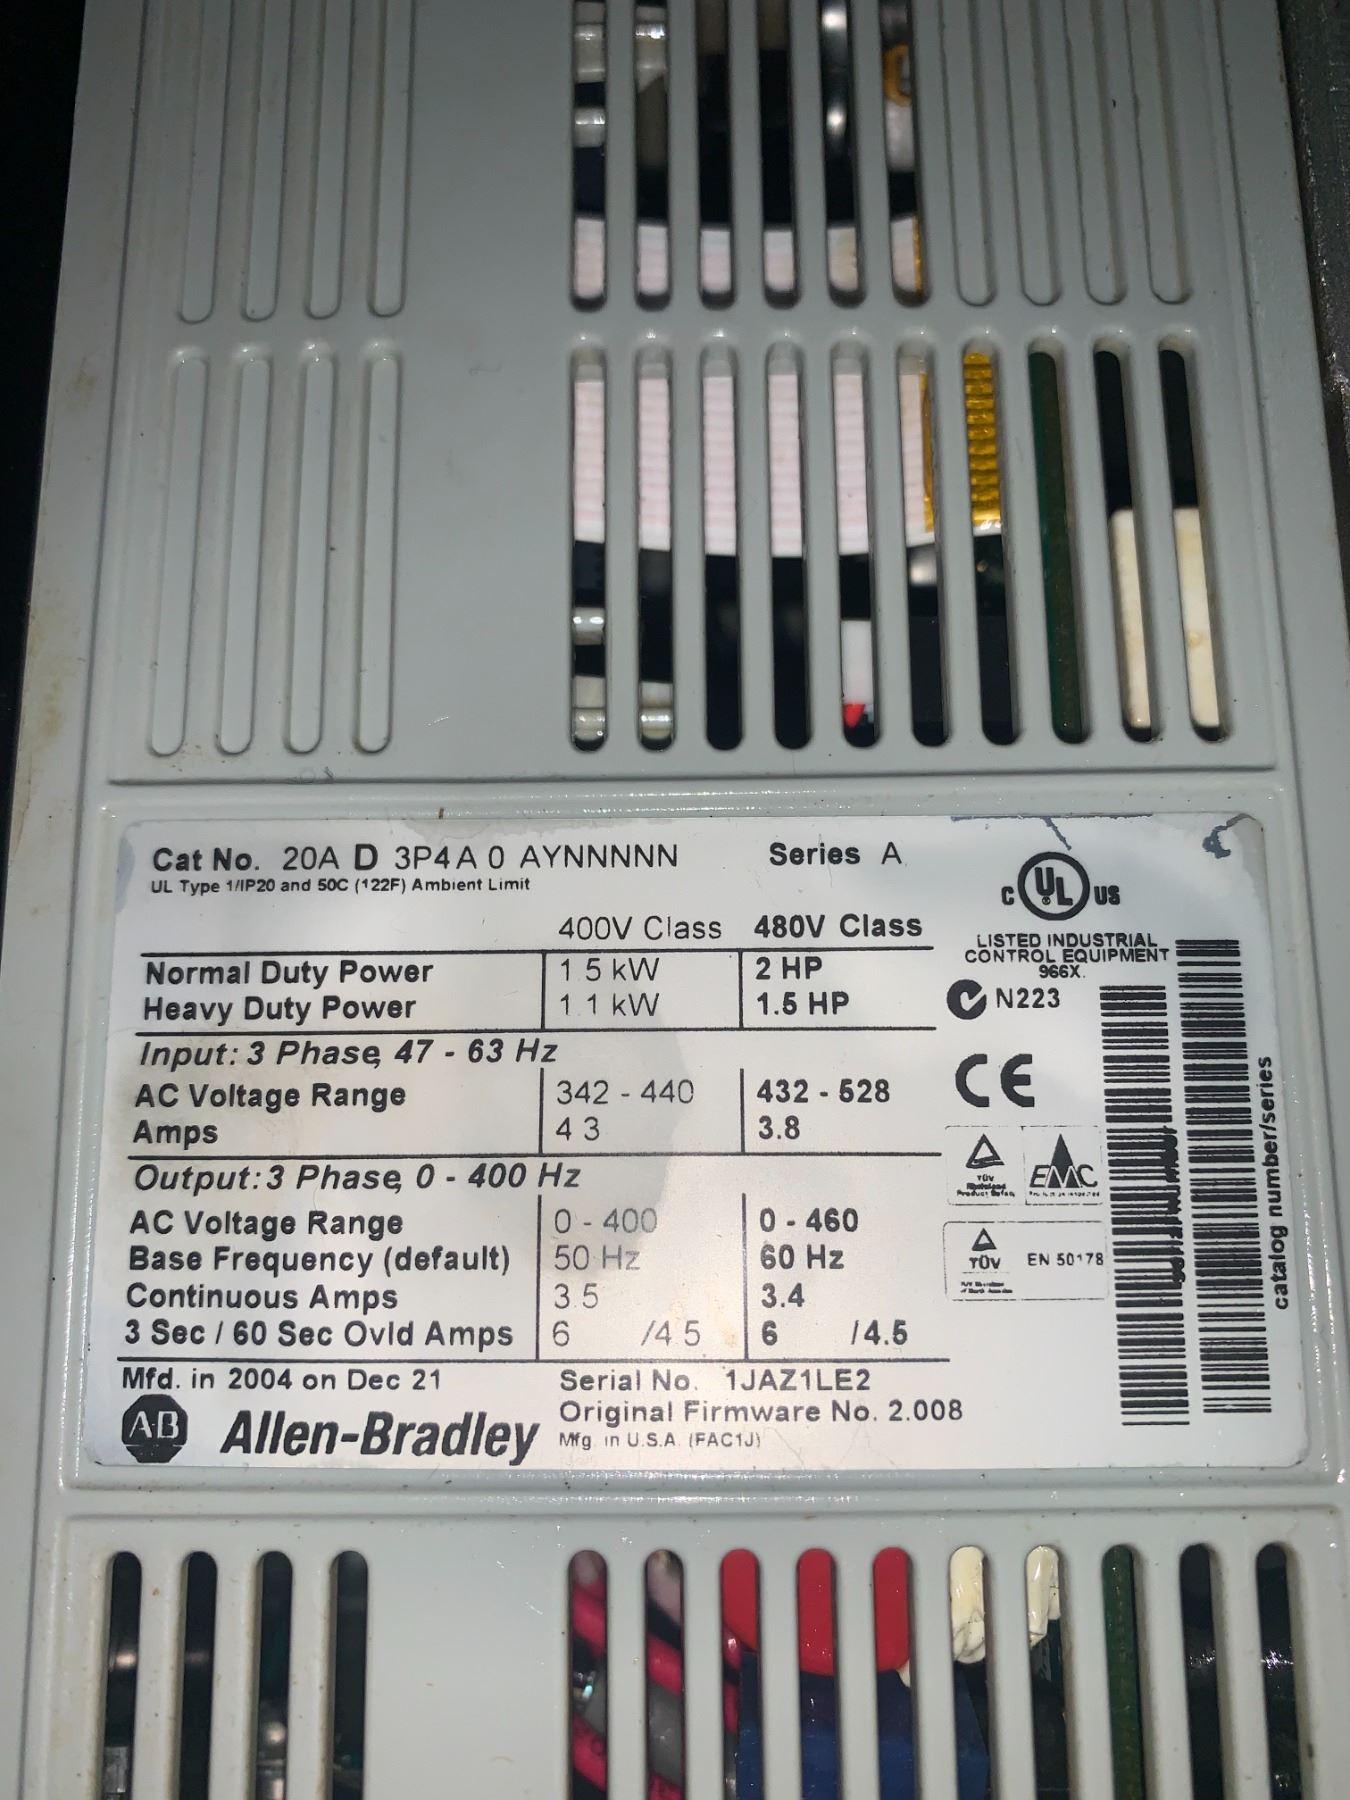 Cat No. 20A D 3P4 A 0 AYNNNNN Series A
UL Type 1/IP20 and 50C (122F) Ambient Limit
C UL US
LISTED INDUSTRIAL
CONTROL EQUIPMENT
966X.
400V Class 480V Class
Normal Duty Power 1.5 kW 2 HP
Heavy Duty Power 1.1 kW 1.5 HP
N223
Input: 3 Phase, 47 - 63 Hz
AC Voltage Range 342 - 440 432 - 528
Amps 4.3 3.8
CE
Output: 3 Phase, 0 - 400 Hz
AC Voltage Range 0 - 400 0 - 460
Base Frequency (default) 50 Hz 60 Hz
Continuous Amps 3.5 3.4
3 Sec / 60 Sec Ovld Amps 6 /4.5 6 /4.5
TÜV
EMC
TÜV EN 50178
catalog number/series
Mfd. in 2004 on Dec 21 Serial No. 1JAZ1LE2
Original Firmware No. 2.008
A-B Allen-Bradley Mfg. in U.S.A. (FAC1J)